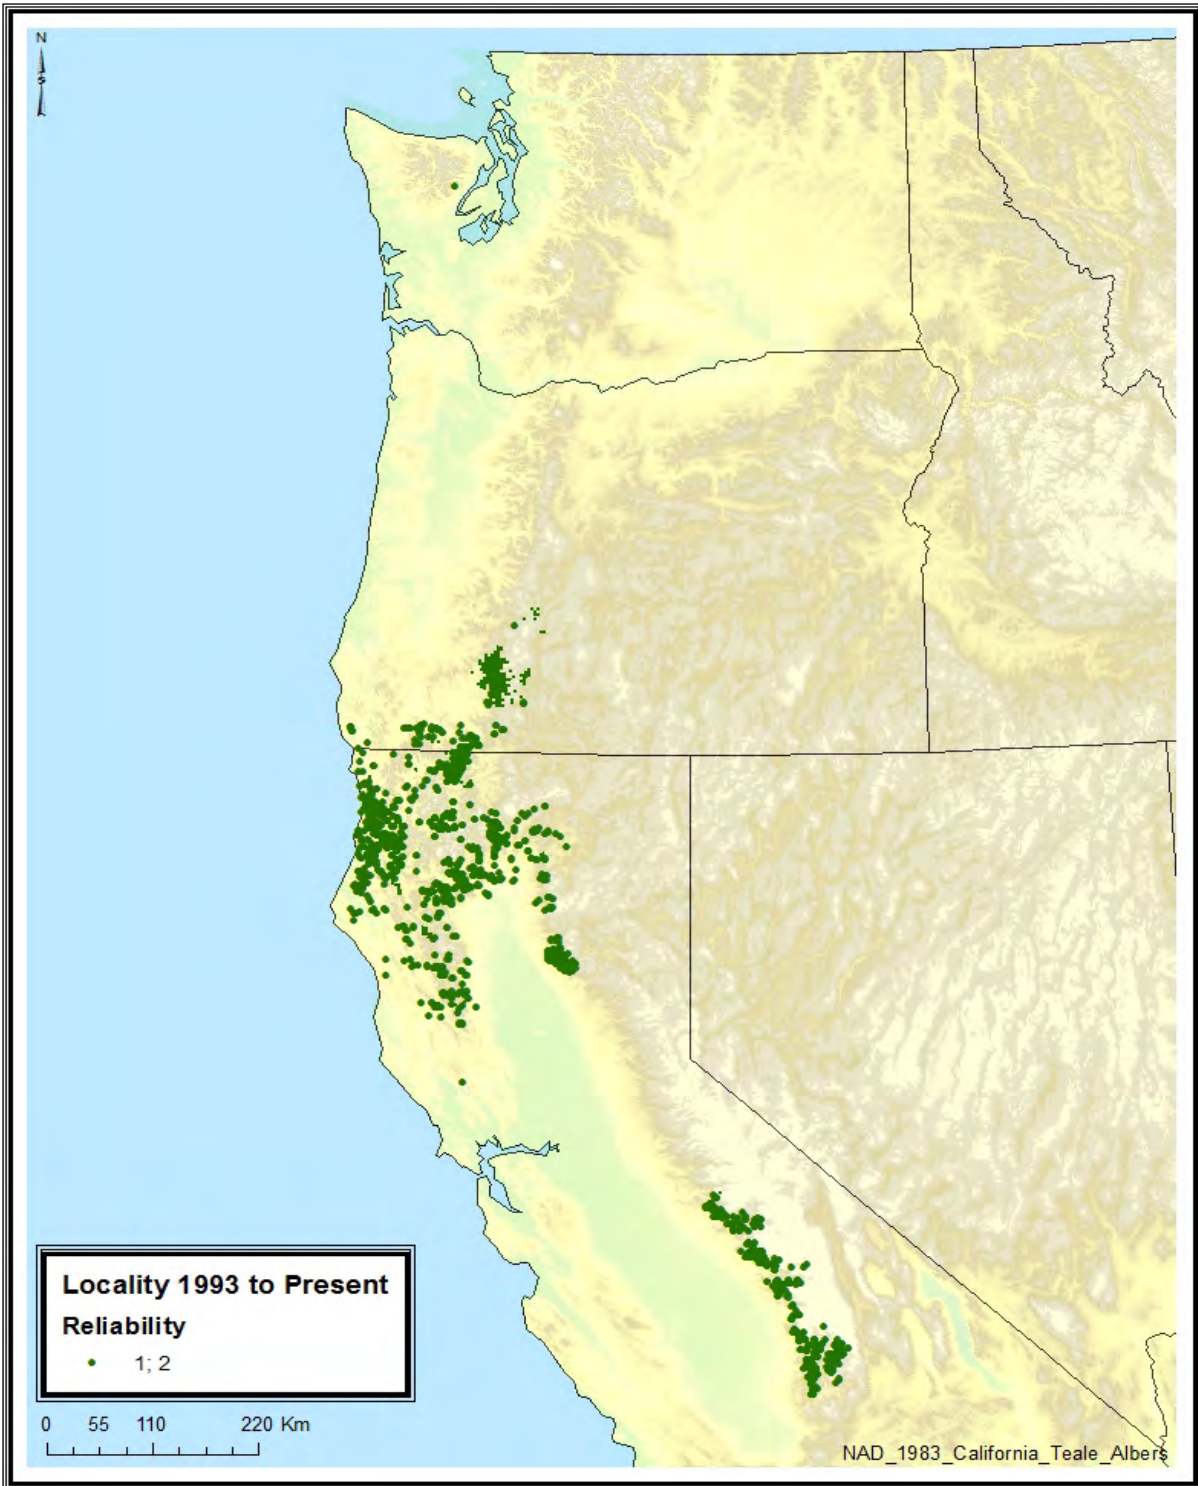 N
S
Locality 1993 to Present
Reliability
1; 2
0 55 110 220 Km
NAD_1983_California_Teale_Albers